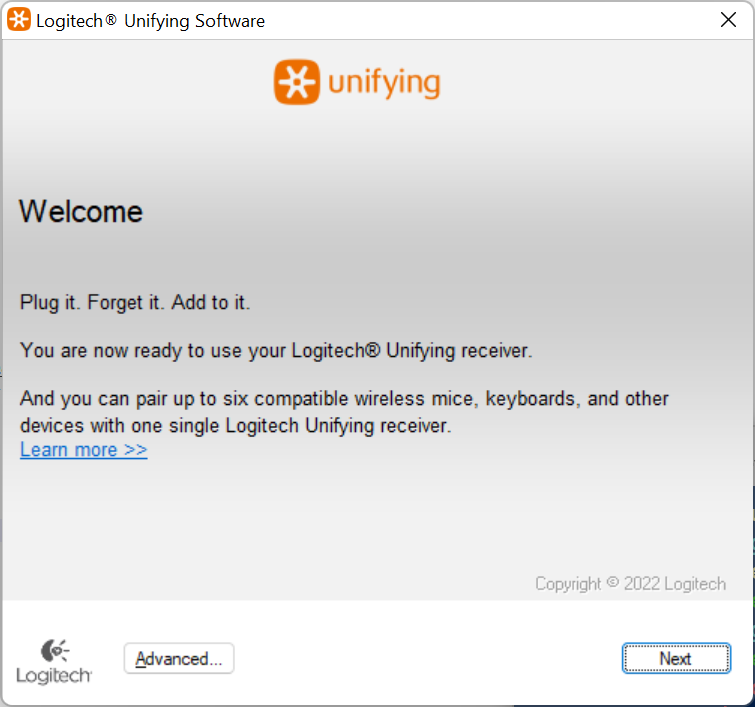 Logitech® Unifying Software
unifying
Welcome
Plug it. Forget it. Add to it.
You are now ready to use your Logitech® Unifying receiver.
And you can pair up to six compatible wireless mice, keyboards, and other
devices with one single Logitech Unifying receiver.
Learn more >>
Copyright © 2022 Logitech
Logitech
Advanced...
Next